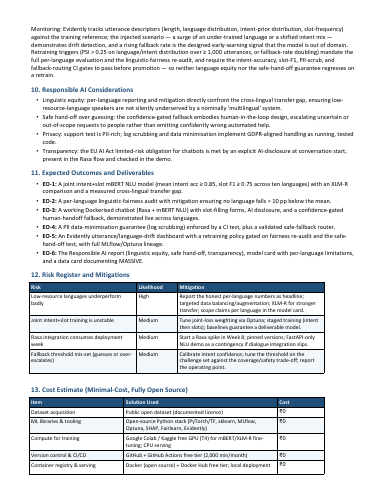 Monitoring: Evidently tracks utterance descriptors (length, language distribution, intent-prior distribution, slot-frequency)
against the training reference; the injected scenario — a surge of an under-trained language or a shifted intent mix —
demonstrates drift detection, and a rising fallback rate is the designed early-warning signal that the model is out of domain.
Retraining triggers (PSI > 0.25 on language/intent distribution over ≥ 1,000 utterances, or fallback-rate doubling) mandate the
full per-language evaluation and the linguistic-fairness re-audit, and require the intent-accuracy, slot-F1, PII-scrub, and
fallback-routing CI gates to pass before promotion — so neither language equity nor the safe-handoff guarantee regresses on
a retrain.
10. Responsible AI Considerations
• Linguistic equity: per-language reporting and mitigation directly confront the cross-lingual transfer gap, ensuring low-
resource-language speakers are not silently underserved by a nominally 'multilingual' system.
• Safe hand-off over guessing: the confidence-gated fallback embodies human-in-the-loop design, escalating uncertain or
out-of-scope requests to people rather than emitting confidently wrong automated help.
• Privacy: support text is PII-rich; log scrubbing and data minimisation implement GDPR-aligned handling as running, tested
code.
• Transparency: the EU AI Act limited-risk obligation for chatbots is met by an explicit AI-disclosure at conversation start,
present in the Rasa flow and checked in the demo.
11. Expected Outcomes and Deliverables
• EO-1: A joint intent+slot mBERT NLU model (mean intent acc ≥ 0.85, slot F1 ≥ 0.75 across ten languages) with an XLM-R
comparison and a measured cross-lingual transfer gap.
• EO-2: A per-language linguistic-fairness audit with mitigation ensuring no language falls > 10 pp below the mean.
• EO-3: A working Dockerised chatbot (Rasa + mBERT NLU) with slot-filling forms, AI disclosure, and a confidence-gated
human-handoff fallback, demonstrated live across languages.
• EO-4: A PII data guarantee (log scrubbing) enforced by a CI test, plus a validated safe-fallback router.
• EO-5: An Evidently utterance/language-drift dashboard with a retraining policy gated on fairness re-audit and the safe-
hand-off test, with full MLflow/Optuna lineage.
• EO-6: The Responsible AI report (linguistic equity, safe handoff, transparency), model card with per-language limitations,
and a data card documenting MASSIVE.
12. Risk Register and Mitigations
Risk Likelihood Mitigation
Low-resource languages underperform
badly
High
Report the honest per-language numbers as headline;
targeted data balancing/augmentation; XLM-R for stronger
transfer; scope claims per language in the model card.
Joint intent+slot training is unstable
Medium
Tune joint-loss weighting via Optuna; staged training (intent
then slots); baselines guarantee a deliverable model.
Rasa integration consumes deployment
week
Medium
Start a Rasa spike in Week 8; pinned versions; FastAPI-only
NLU demo as a contingency if dialogue integration slips.
Fallback threshold mis-set (guesses or over-
escalates)
Medium
Calibrate intent confidence; tune the threshold on the
challenge set against the coverage/safety trade-off; report
the operating point.
13. Cost Estimate (Minimal-Cost, Fully Open Source)
Item Solution Used Cost
Dataset acquisition Public open dataset (documented licence) ₹0
ML libraries & tooling
Open-source Python stack (PyTorch/TF, sklearn, MLflow,
Optuna, SHAP, Fairlearn, Evidently)
₹0
Compute for training
Google Colab / Kaggle free GPU (T4) for mBERT/XLM-R fine-
tuning; CPU serving
₹0
Version control & CI/CD GitHub + GitHub Actions free tier (2,000 min/month) ₹0
Container registry & serving Docker (open source) + Docker Hub free tier; local deployment ₹0